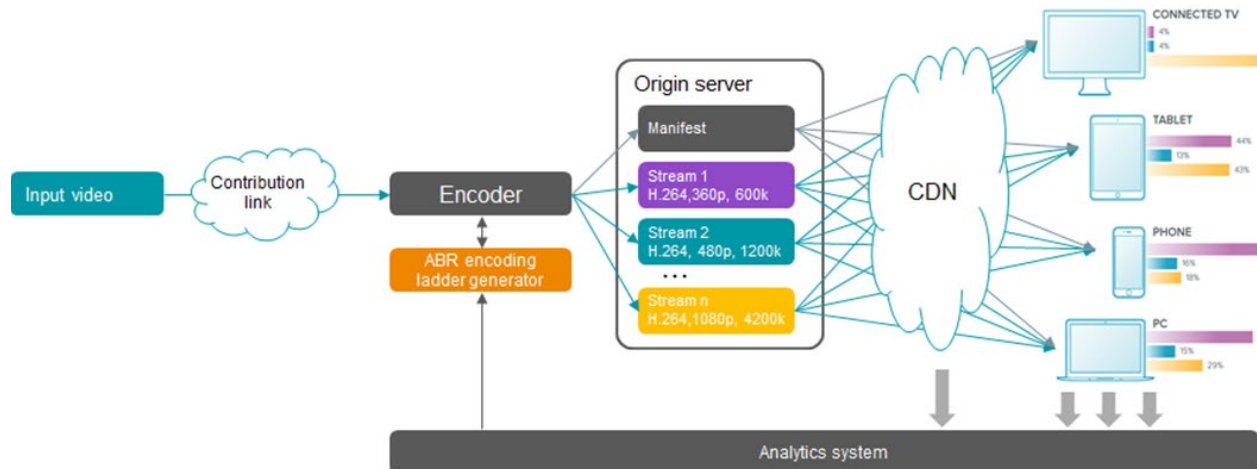 Input video
Contribution
link
Encoder
ABR encoding
ladder generator
Origin server
Manifest
Stream 1
H.264,360p, 600k
Stream 2
H.264, 480p, 1200k
...
Stream n
H.264,1080p, 4200k
CDN
CONNECTED TV
4%
4%
TABLET
44%
13%
43%
PHONE
16%
18%
PC
15%
29%
Analytics system